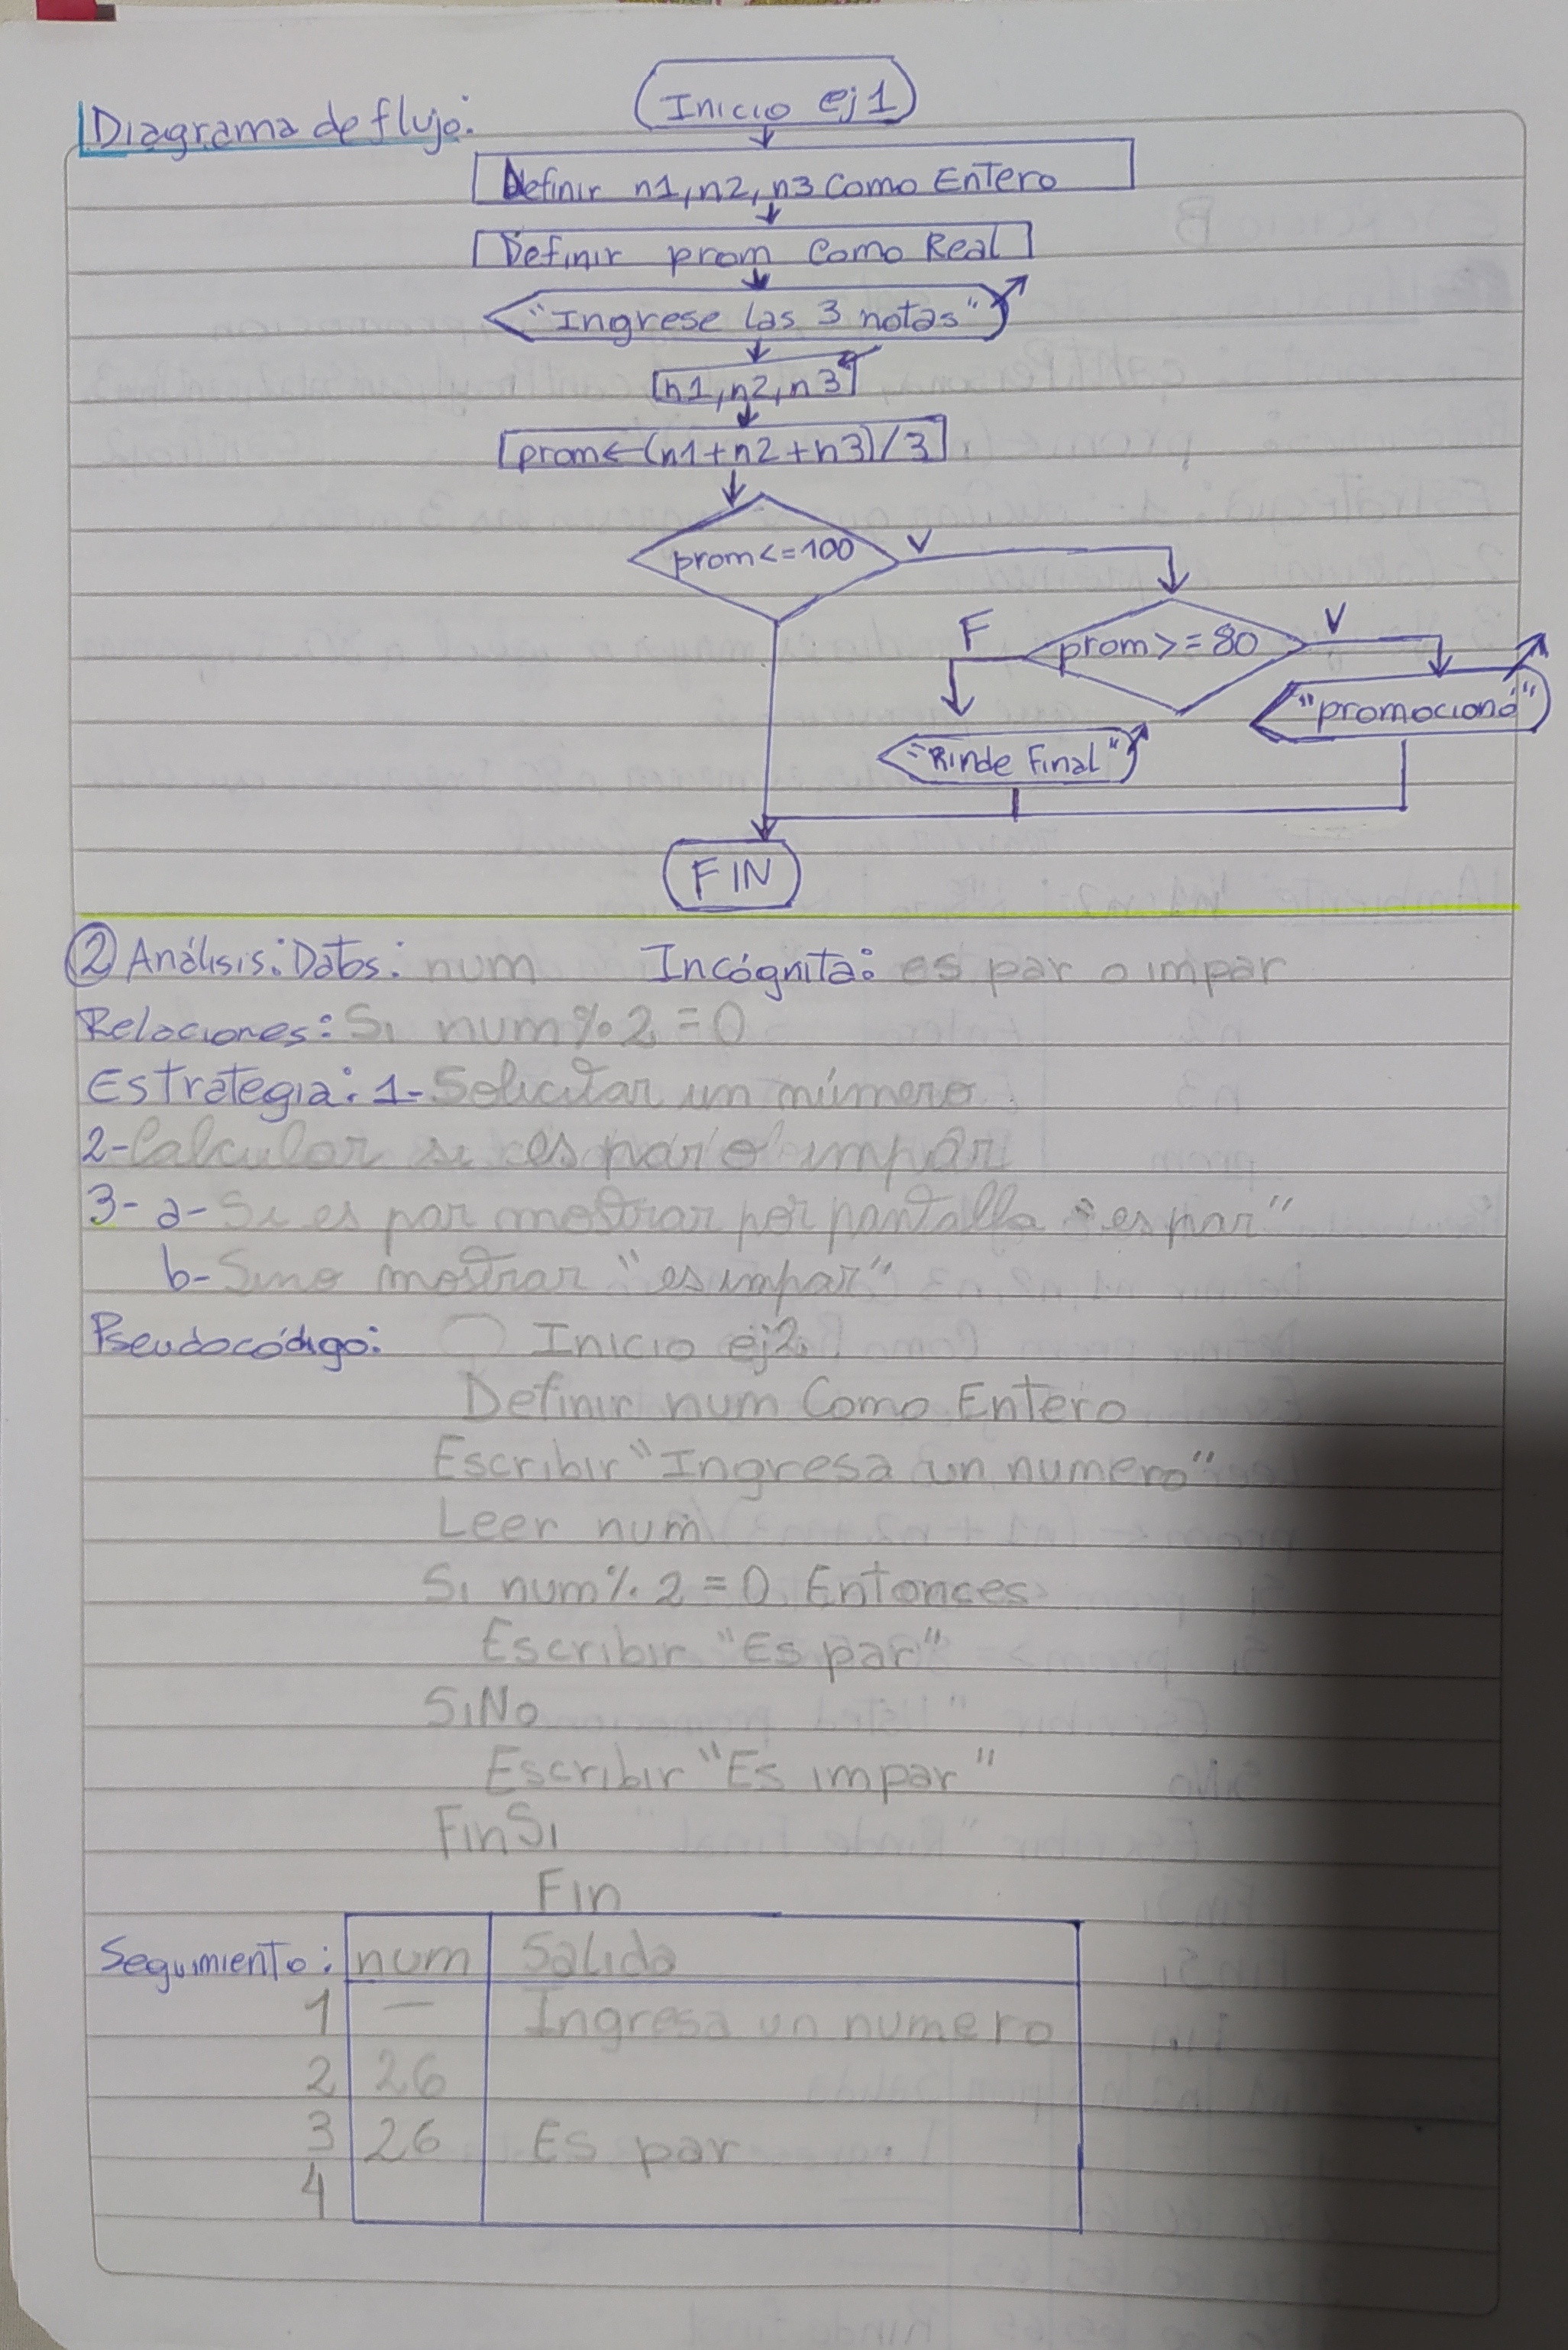 Diagrama de flujo:
Inicio ej1
Definir n1, n2, n3 Como Entero
Definir prom Como Real
"Ingrese las 3 notas"
n1, n2, n3
prom←(n1+n2+n3)/3
prom<=100
V
prom>=80
F
V
"promocionó"
"Rinde Final"
FIN
② Análisis: Datos: num Incógnita: es par o impar
Relaciones: Si num%2=0
Estrategia: 1- Solicitar un número
2- Calcular si es par o impar
3- a- Si es par mostrar por pantalla "es par"
b- Sino mostrar "es impar"
Pseudocódigo: Inicio ej2
Definir num Como Entero
Escribir "Ingresa un numero"
Leer num
Si num%2=0 Entonces
Escribir "Es par"
SiNo
Escribir "Es impar"
FinSi
Fin
Seguimiento: num Salida
1 — Ingresa un numero
2 26
3 26 Es par
4